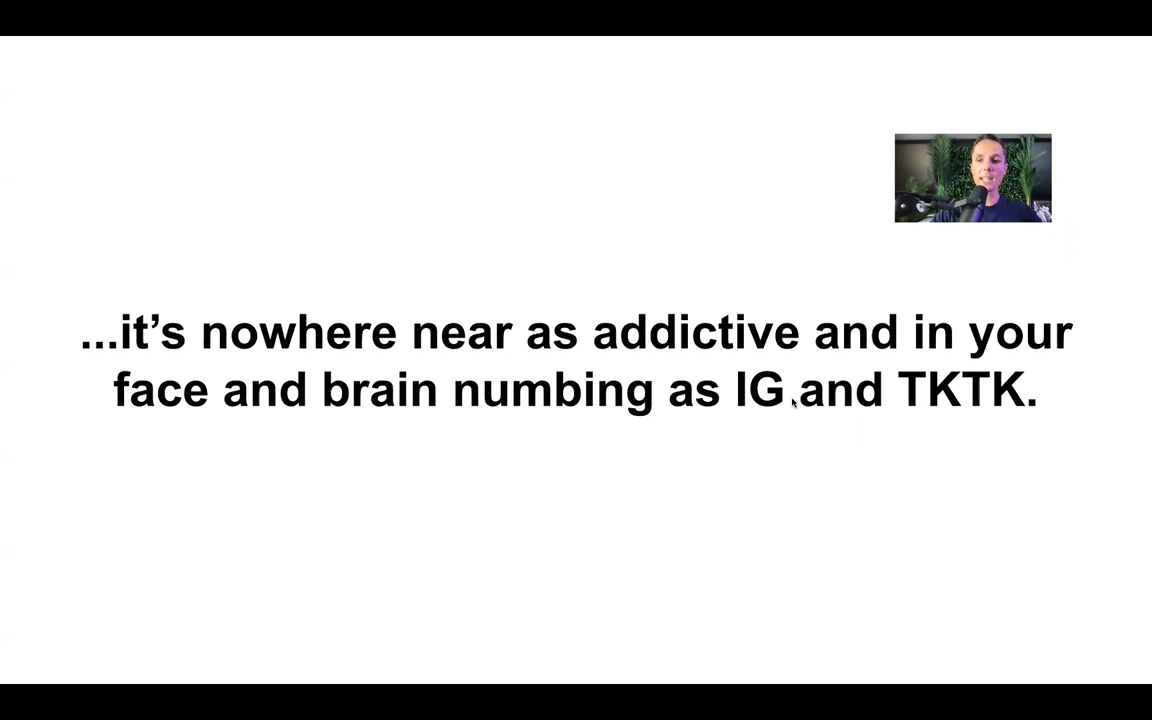 ...it’s nowhere near as addictive and in your
face and brain numbing as IG and TKTK.